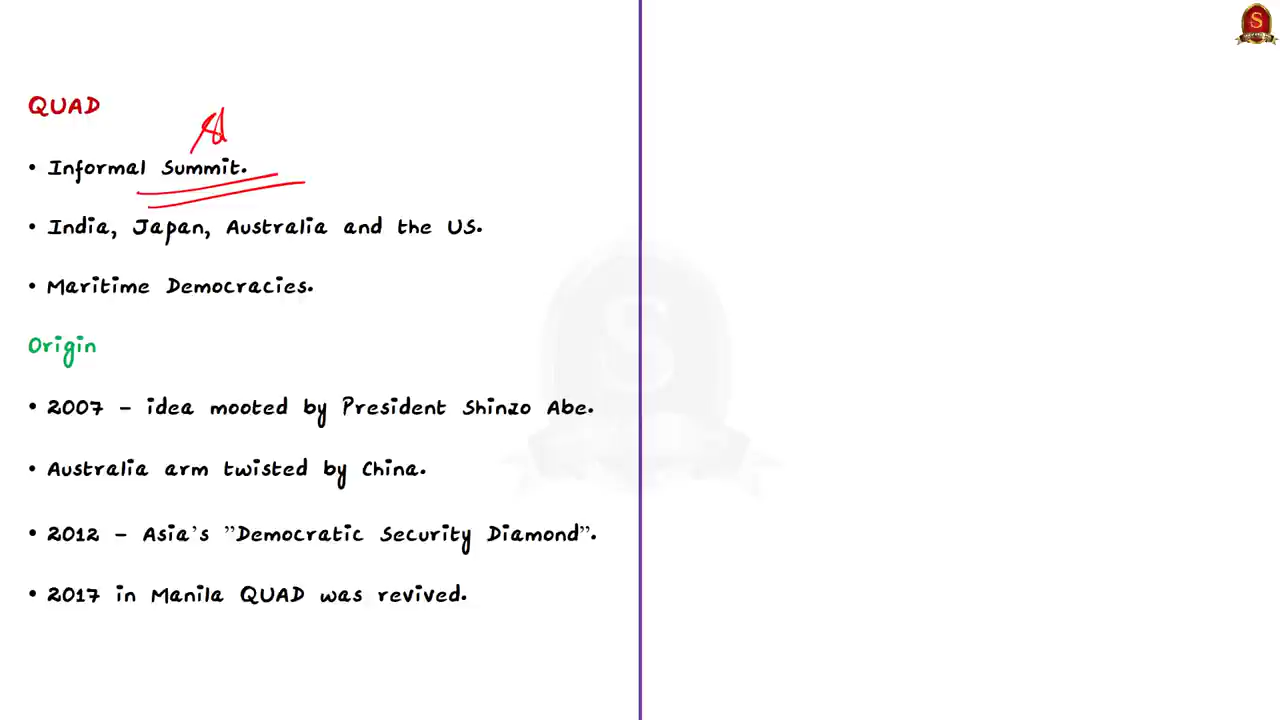 QUAD
• Informal Summit.
• India, Japan, Australia and the US.
• Maritime Democracies.
Origin
• 2007 – idea mooted by President Shinzo Abe.
• Australia arm twisted by China.
• 2012 – Asia's ”Democratic Security Diamond”.
• 2017 in Manila QUAD was revived.